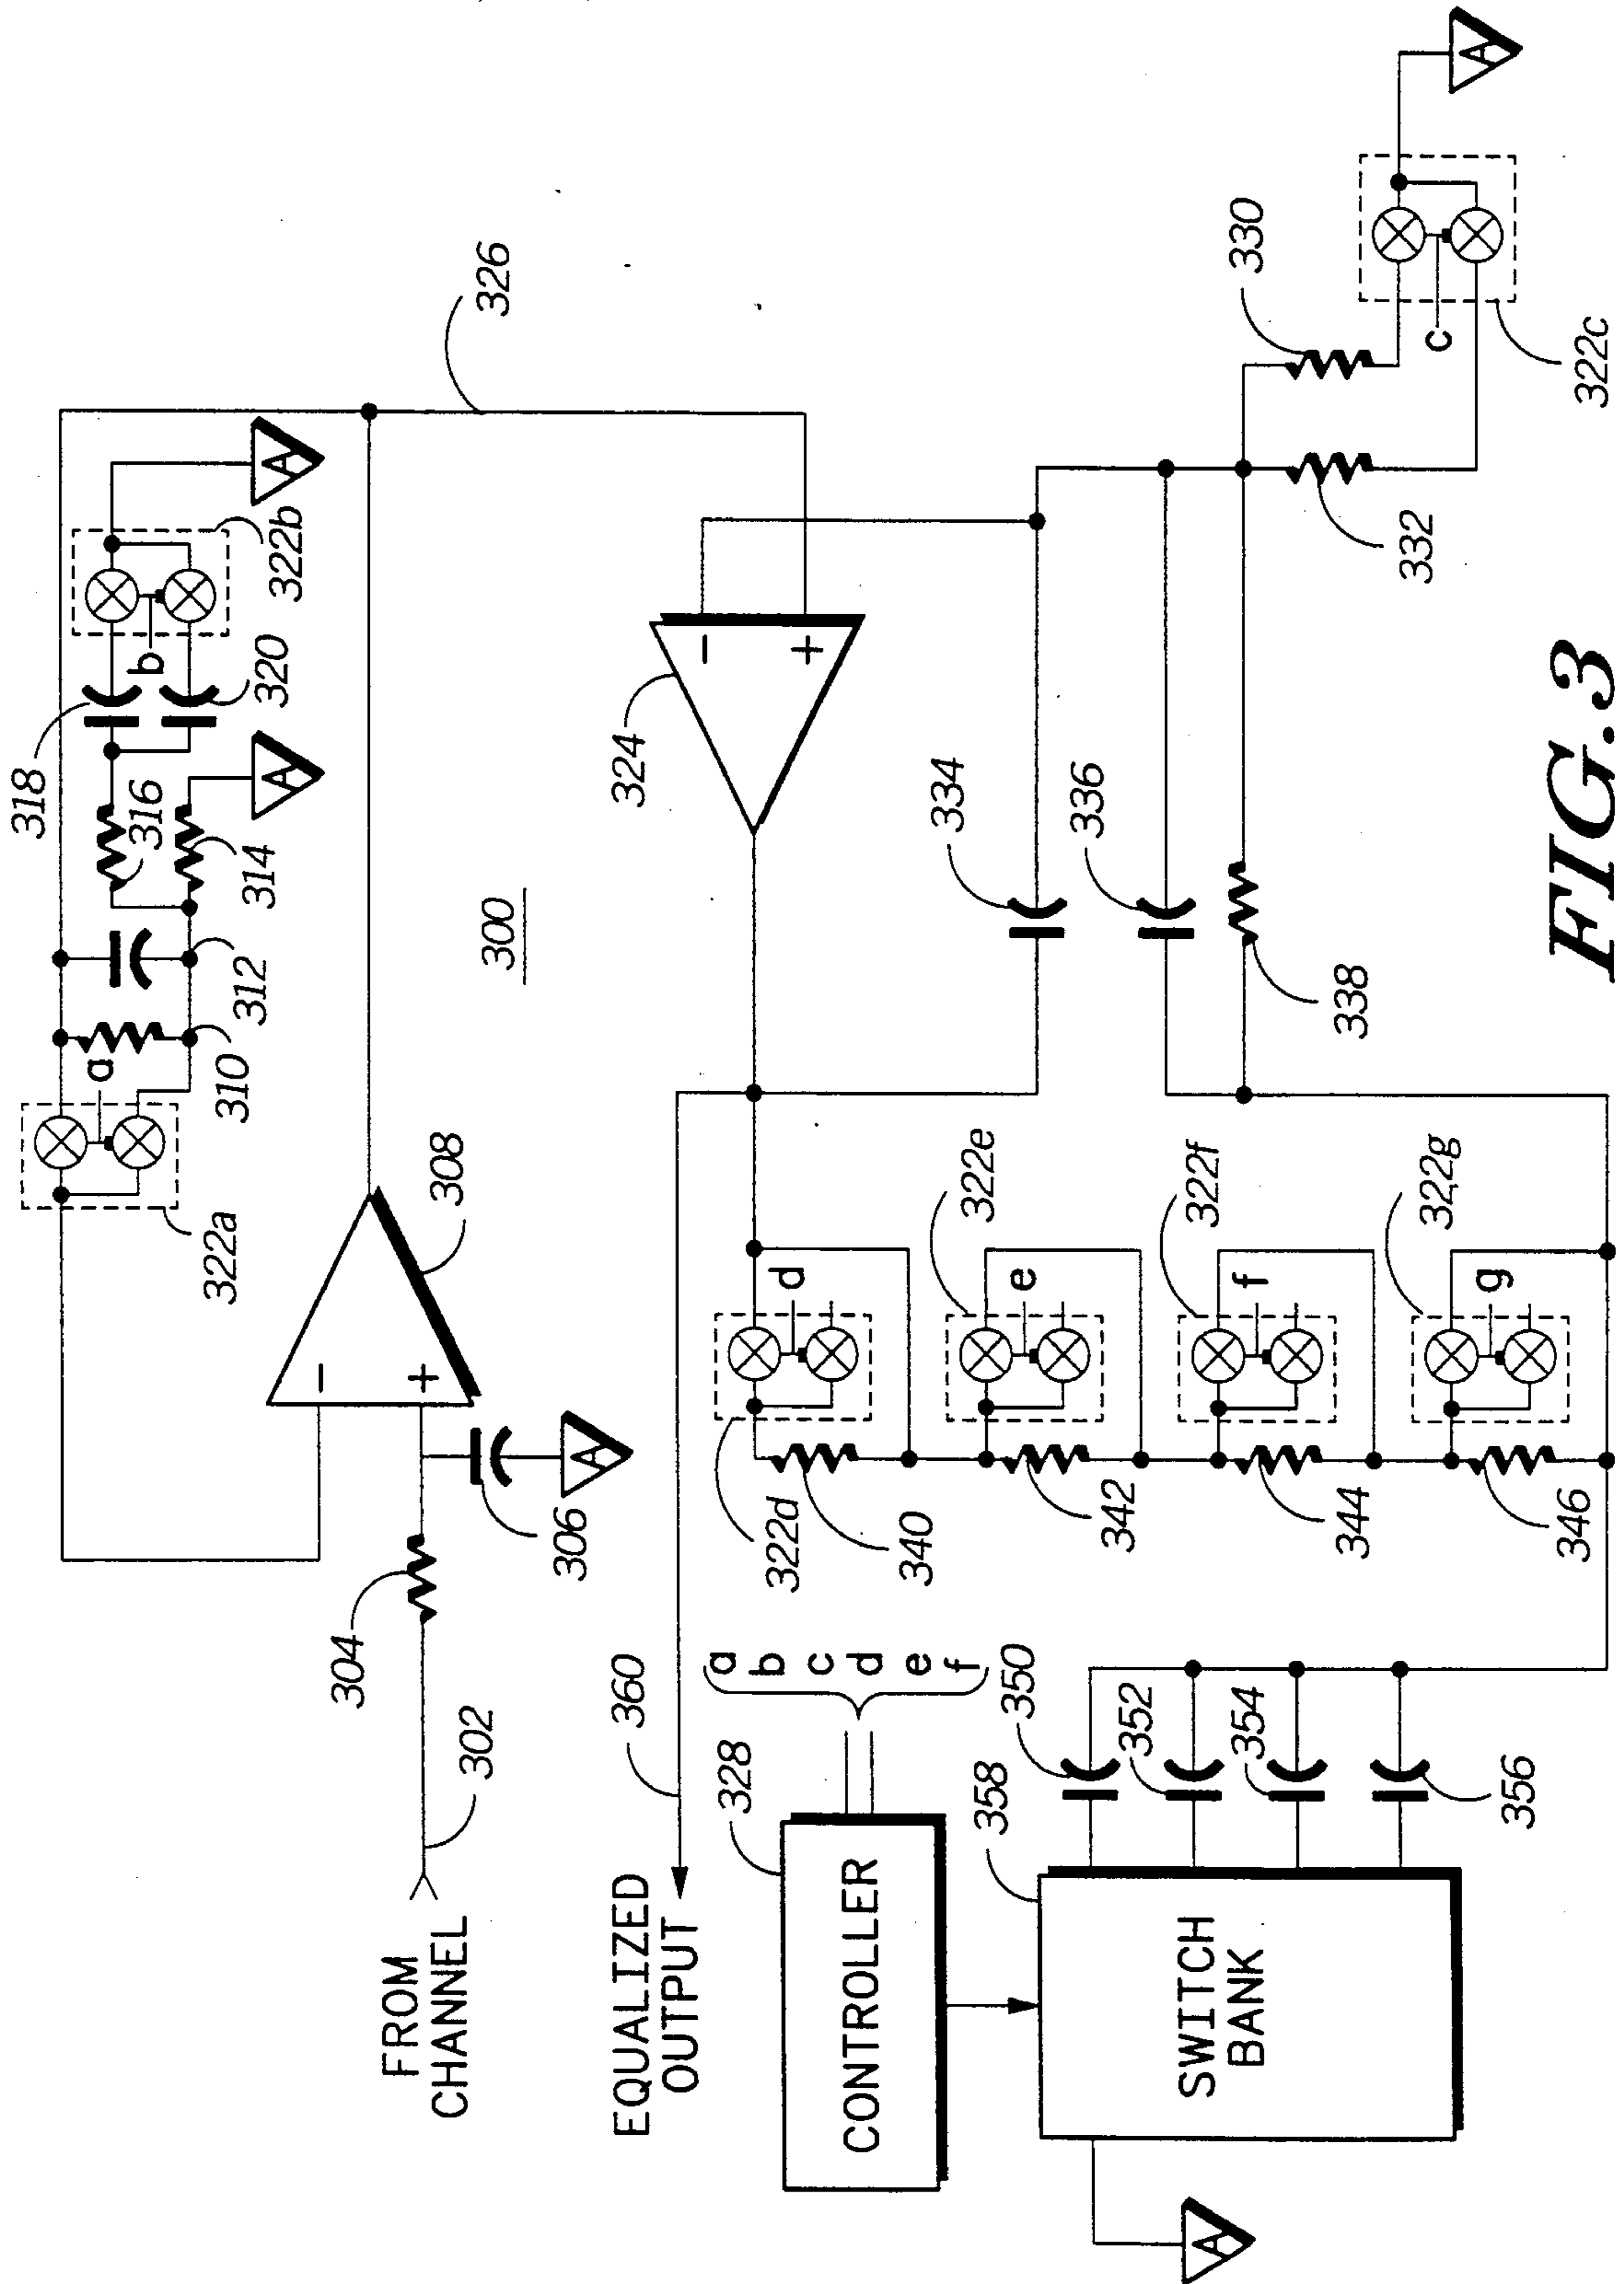 318
a
b
316
322a
310
312
314
320
322b
A
A
−
+
304
308
326
302
FROM
CHANNEL
300
306
A
EQUALIZED
OUTPUT
360
324
−
+
a
b
c
d
e
f
328
CONTROLLER
322d
d
340
322e
334
350
358
e
352
342
336
354
322f
f
330
SWITCH
BANK
A
344
338
332
322g
g
c
A
356
346
322c
FIG.3